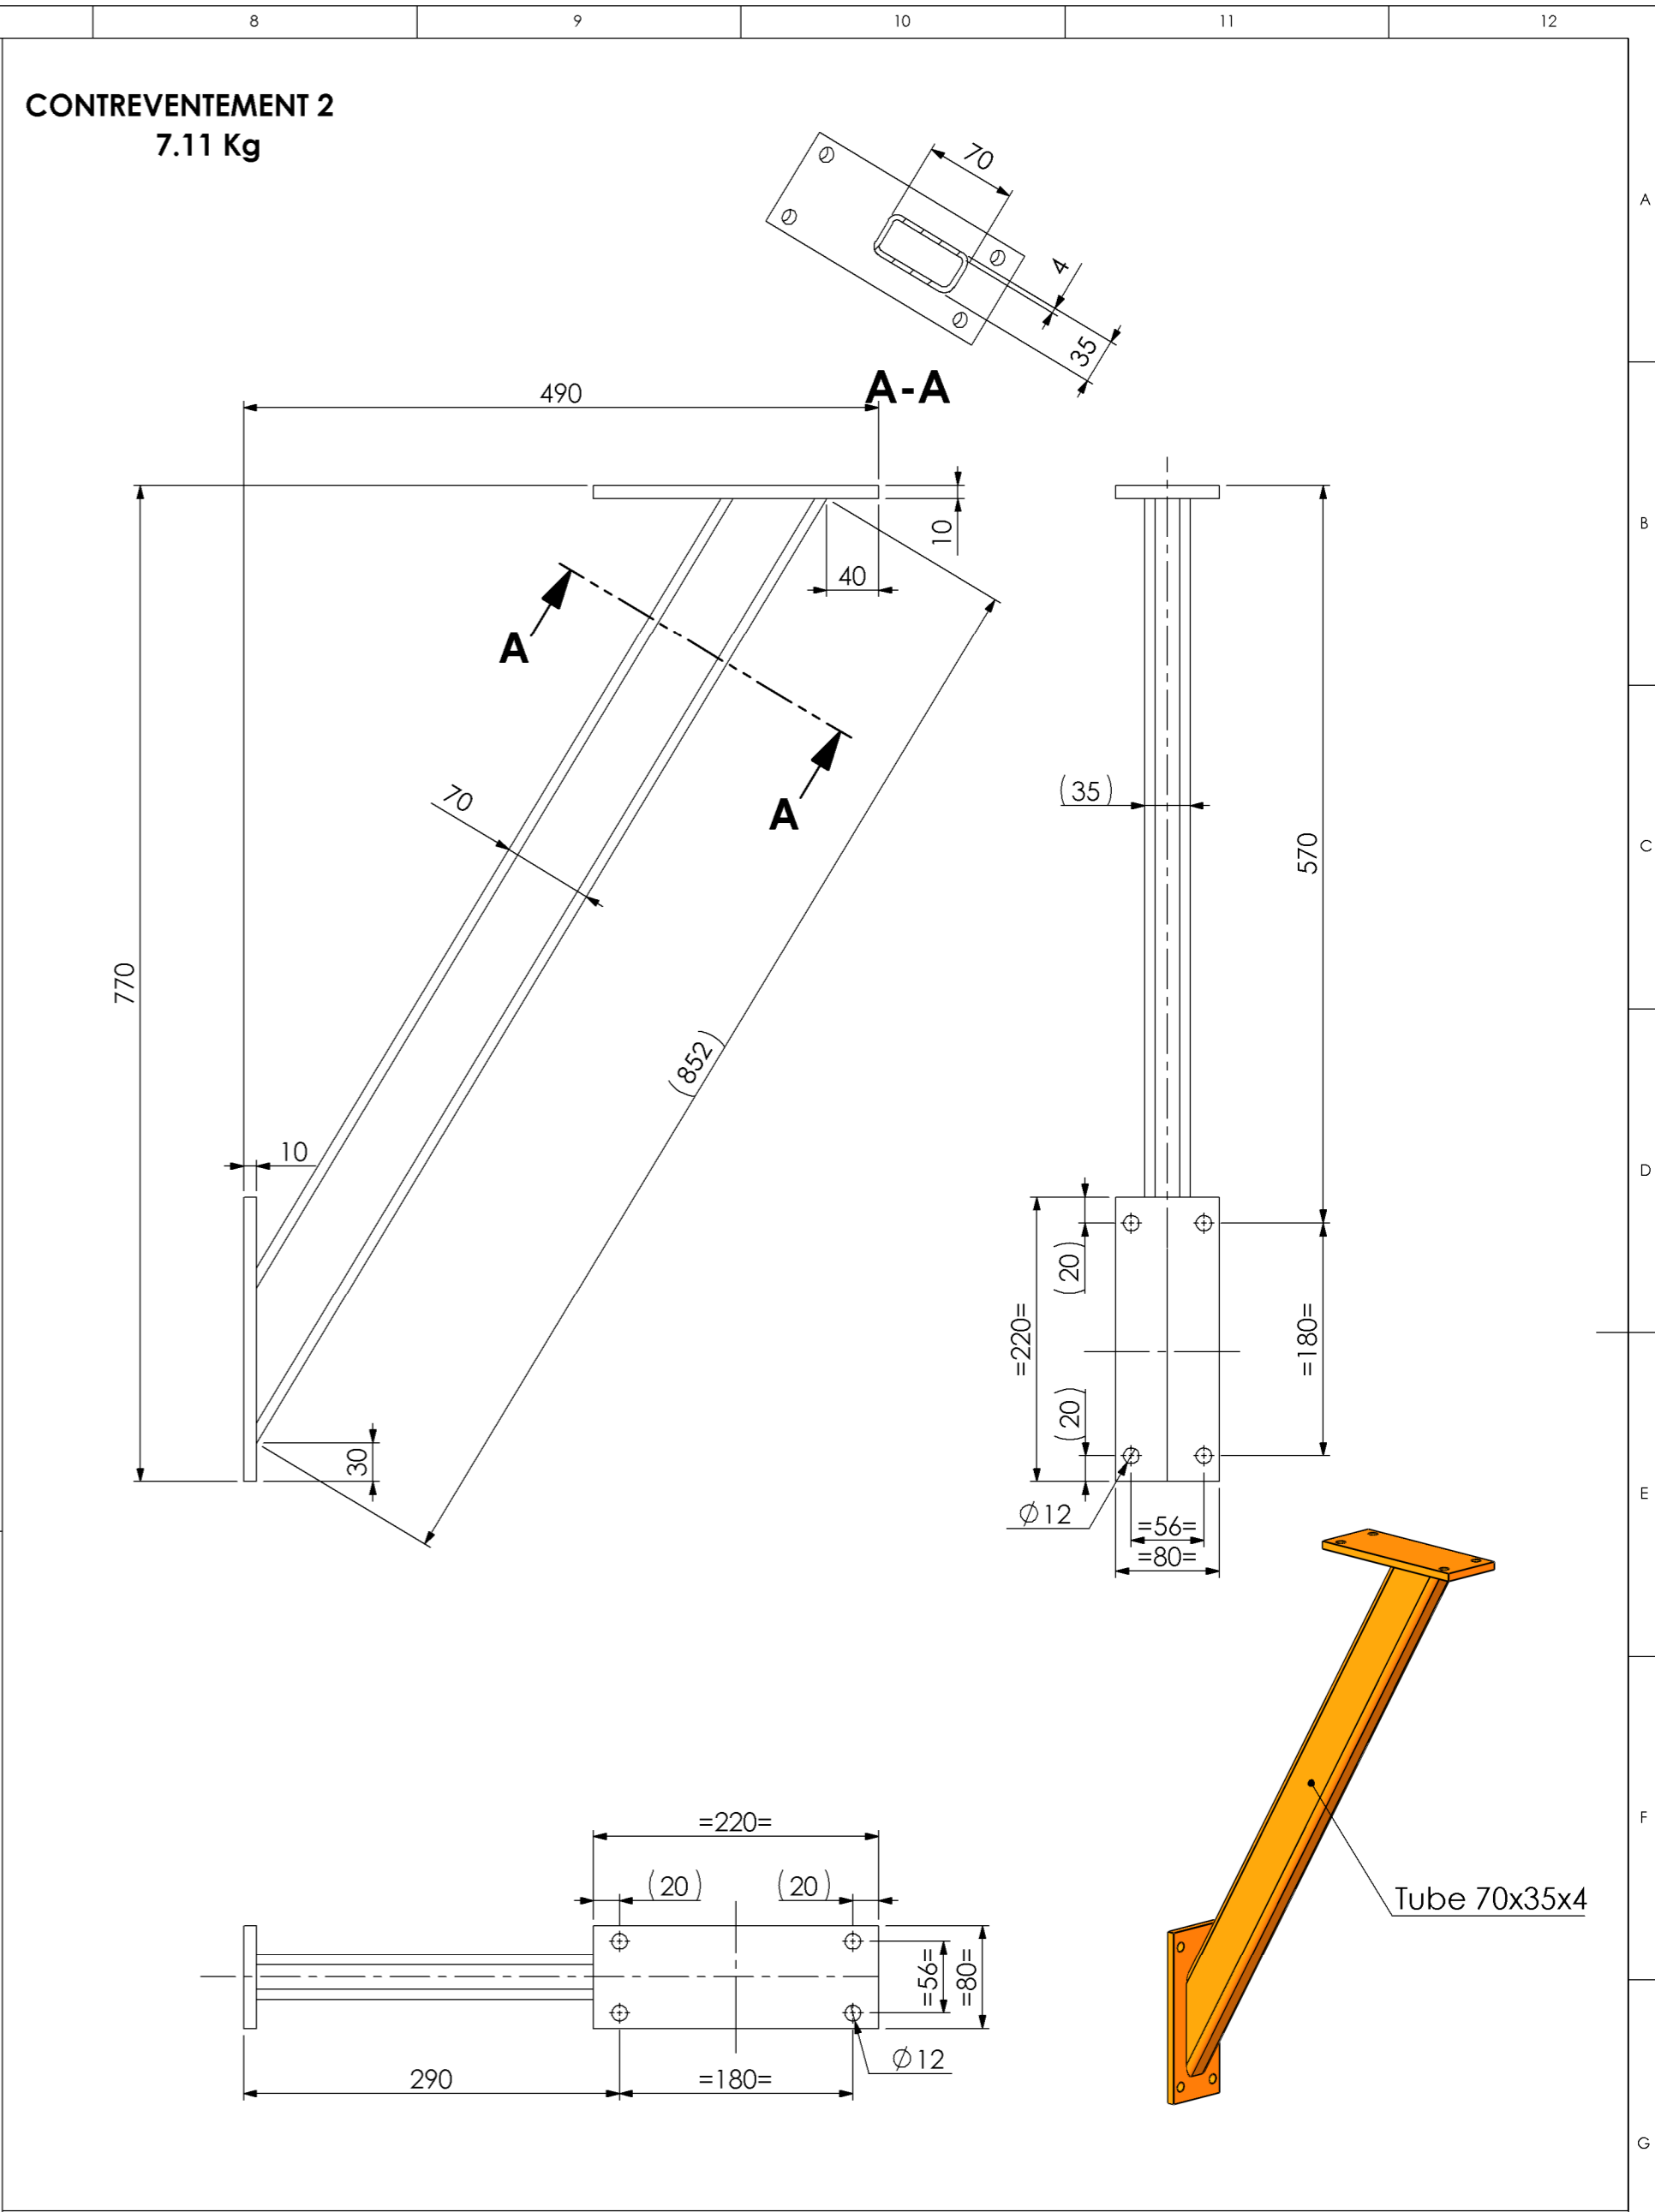 8 9 10 11 12
CONTREVENTEMENT 2
7.11 Kg
70
4
35
A-A
A
490
10
40
B
A
A
70
(35)
570
C
770
(852)
10
D
(20)
=220=
=180=
(20)
30
Ø12
=56=
=80=
E
=220=
(20) (20)
F
Tube 70x35x4
=56=
=80=
Ø12
290 =180=
G